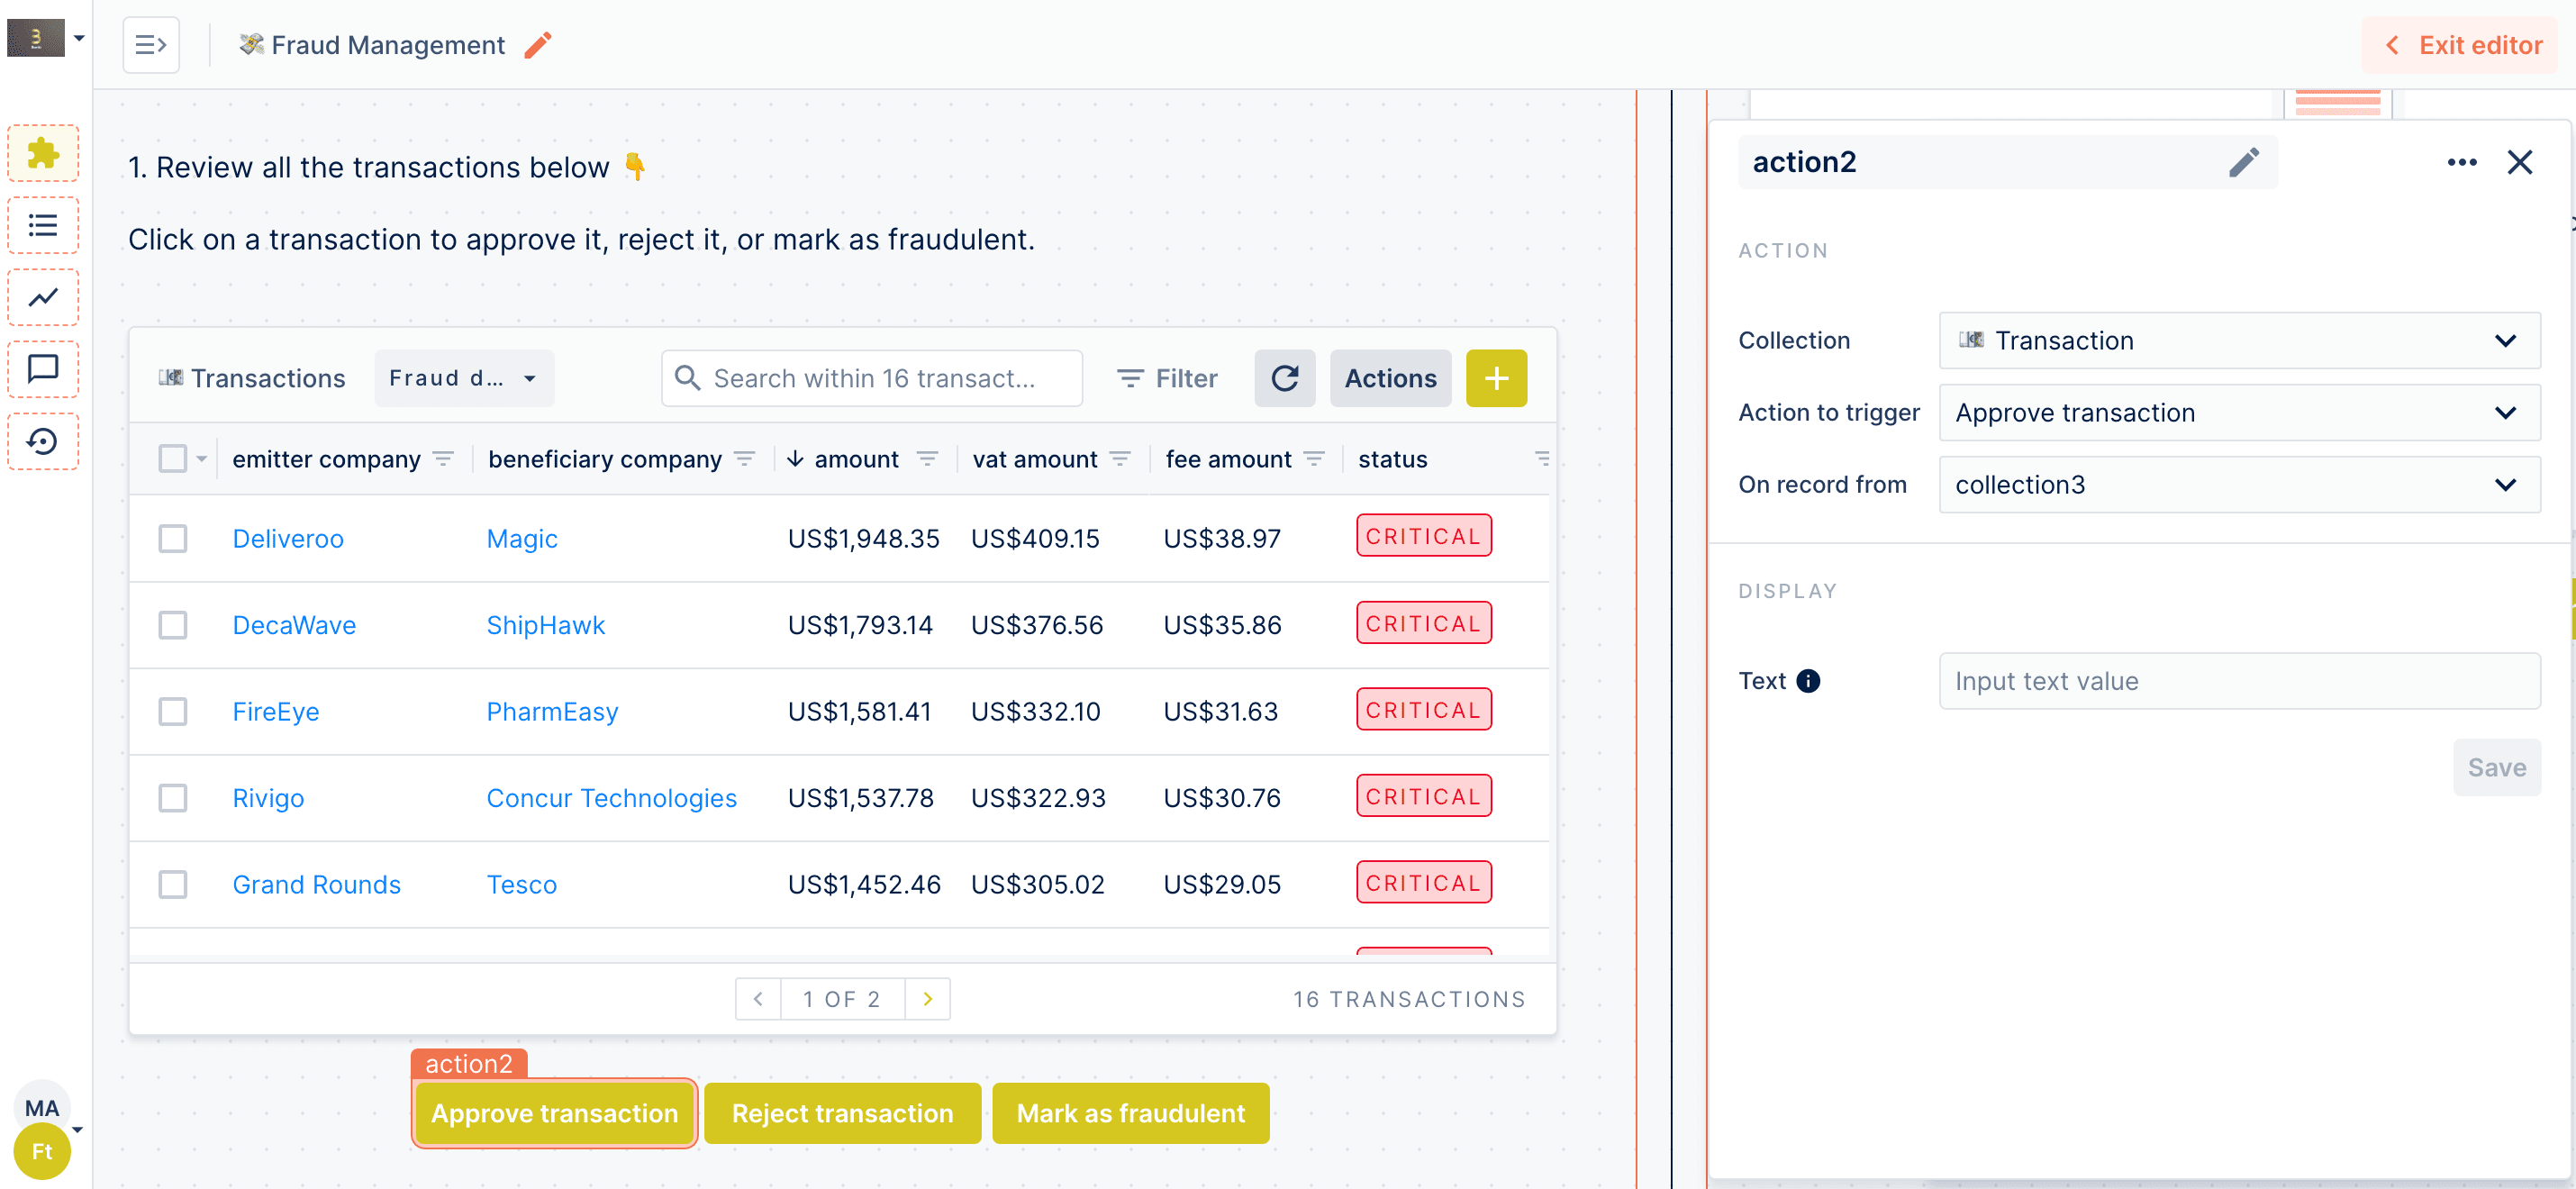 Fraud Management
Exit editor
1. Review all the transactions below
Click on a transaction to approve it, reject it, or mark as fraudulent.
Transactions
Fraud d...
Search within 16 transact...
Filter
Actions
emitter company
beneficiary company
amount
vat amount
fee amount
status
Deliveroo Magic US$1,948.35 US$409.15 US$38.97 CRITICAL
DecaWave ShipHawk US$1,793.14 US$376.56 US$35.86 CRITICAL
FireEye PharmEasy US$1,581.41 US$332.10 US$31.63 CRITICAL
Rivigo Concur Technologies US$1,537.78 US$322.93 US$30.76 CRITICAL
Grand Rounds Tesco US$1,452.46 US$305.02 US$29.05 CRITICAL
1 OF 2
16 TRANSACTIONS
action2
Approve transaction
Reject transaction
Mark as fraudulent
MA
Ft
action2
ACTION
Collection Transaction
Action to trigger Approve transaction
On record from collection3
DISPLAY
Text Input text value
Save